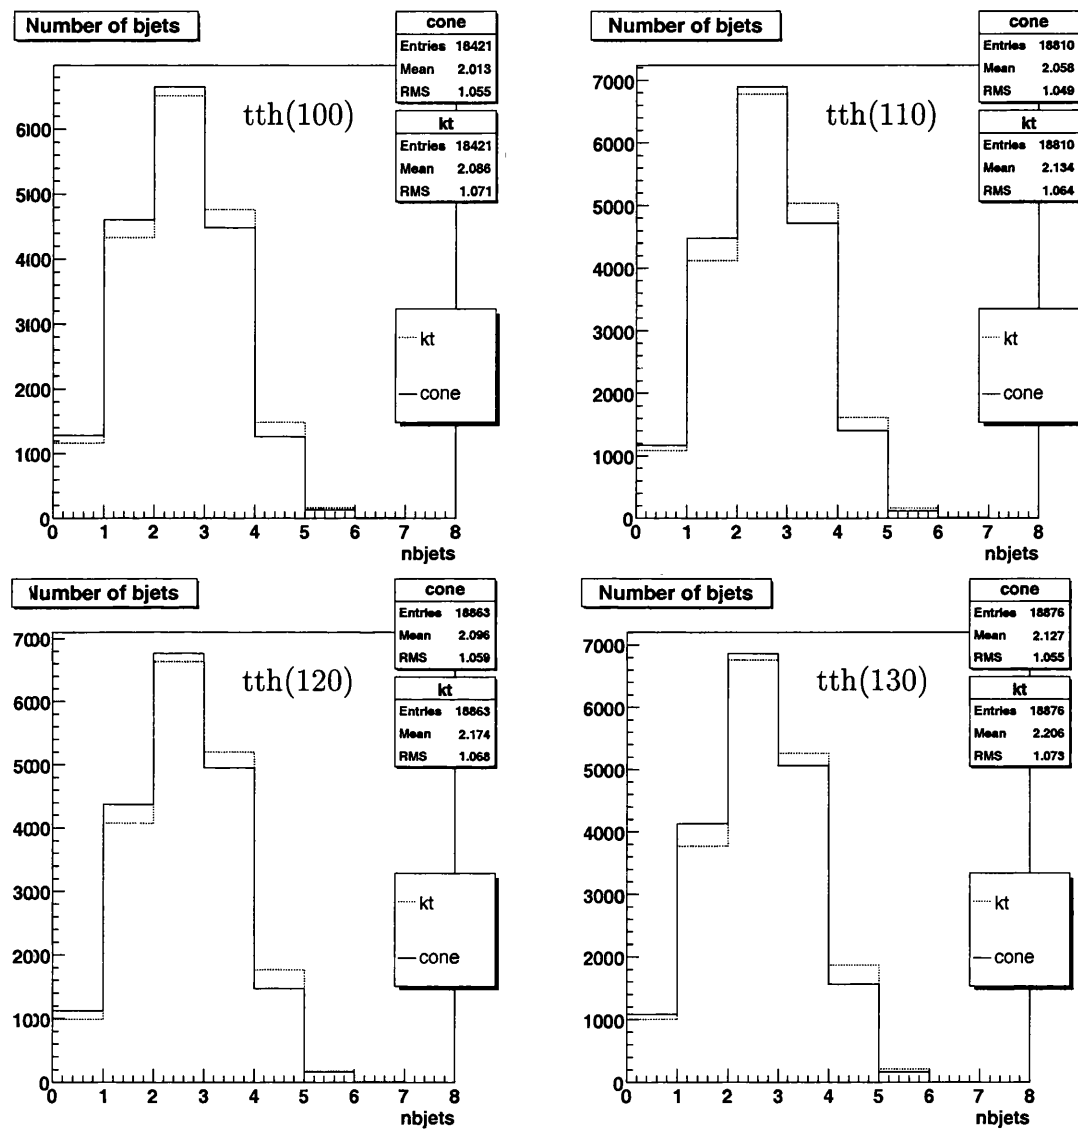 Number of bjets
cone
Entries 18421
Mean 2.013
RMS 1.055
kt
Entries 18421
Mean 2.086
RMS 1.071
tth(100)
6000
5000
4000
3000
2000
1000
0
kt
cone
0 1 2 3 4 5 6 7 8
nbjets
Number of bjets
cone
Entries 18810
Mean 2.058
RMS 1.049
kt
Entries 18810
Mean 2.134
RMS 1.064
tth(110)
7000
6000
5000
4000
3000
2000
1000
0
kt
cone
0 1 2 3 4 5 6 7 8
nbjets
Number of bjets
cone
Entries 18863
Mean 2.096
RMS 1.059
kt
Entries 18863
Mean 2.174
RMS 1.068
tth(120)
7000
6000
5000
4000
3000
2000
1000
0
kt
cone
0 1 2 3 4 5 6 7 8
nbjets
Number of bjets
cone
Entries 18876
Mean 2.127
RMS 1.055
kt
Entries 18876
Mean 2.206
RMS 1.073
tth(130)
7000
6000
5000
4000
3000
2000
1000
0
kt
cone
0 1 2 3 4 5 6 7 8
nbjets